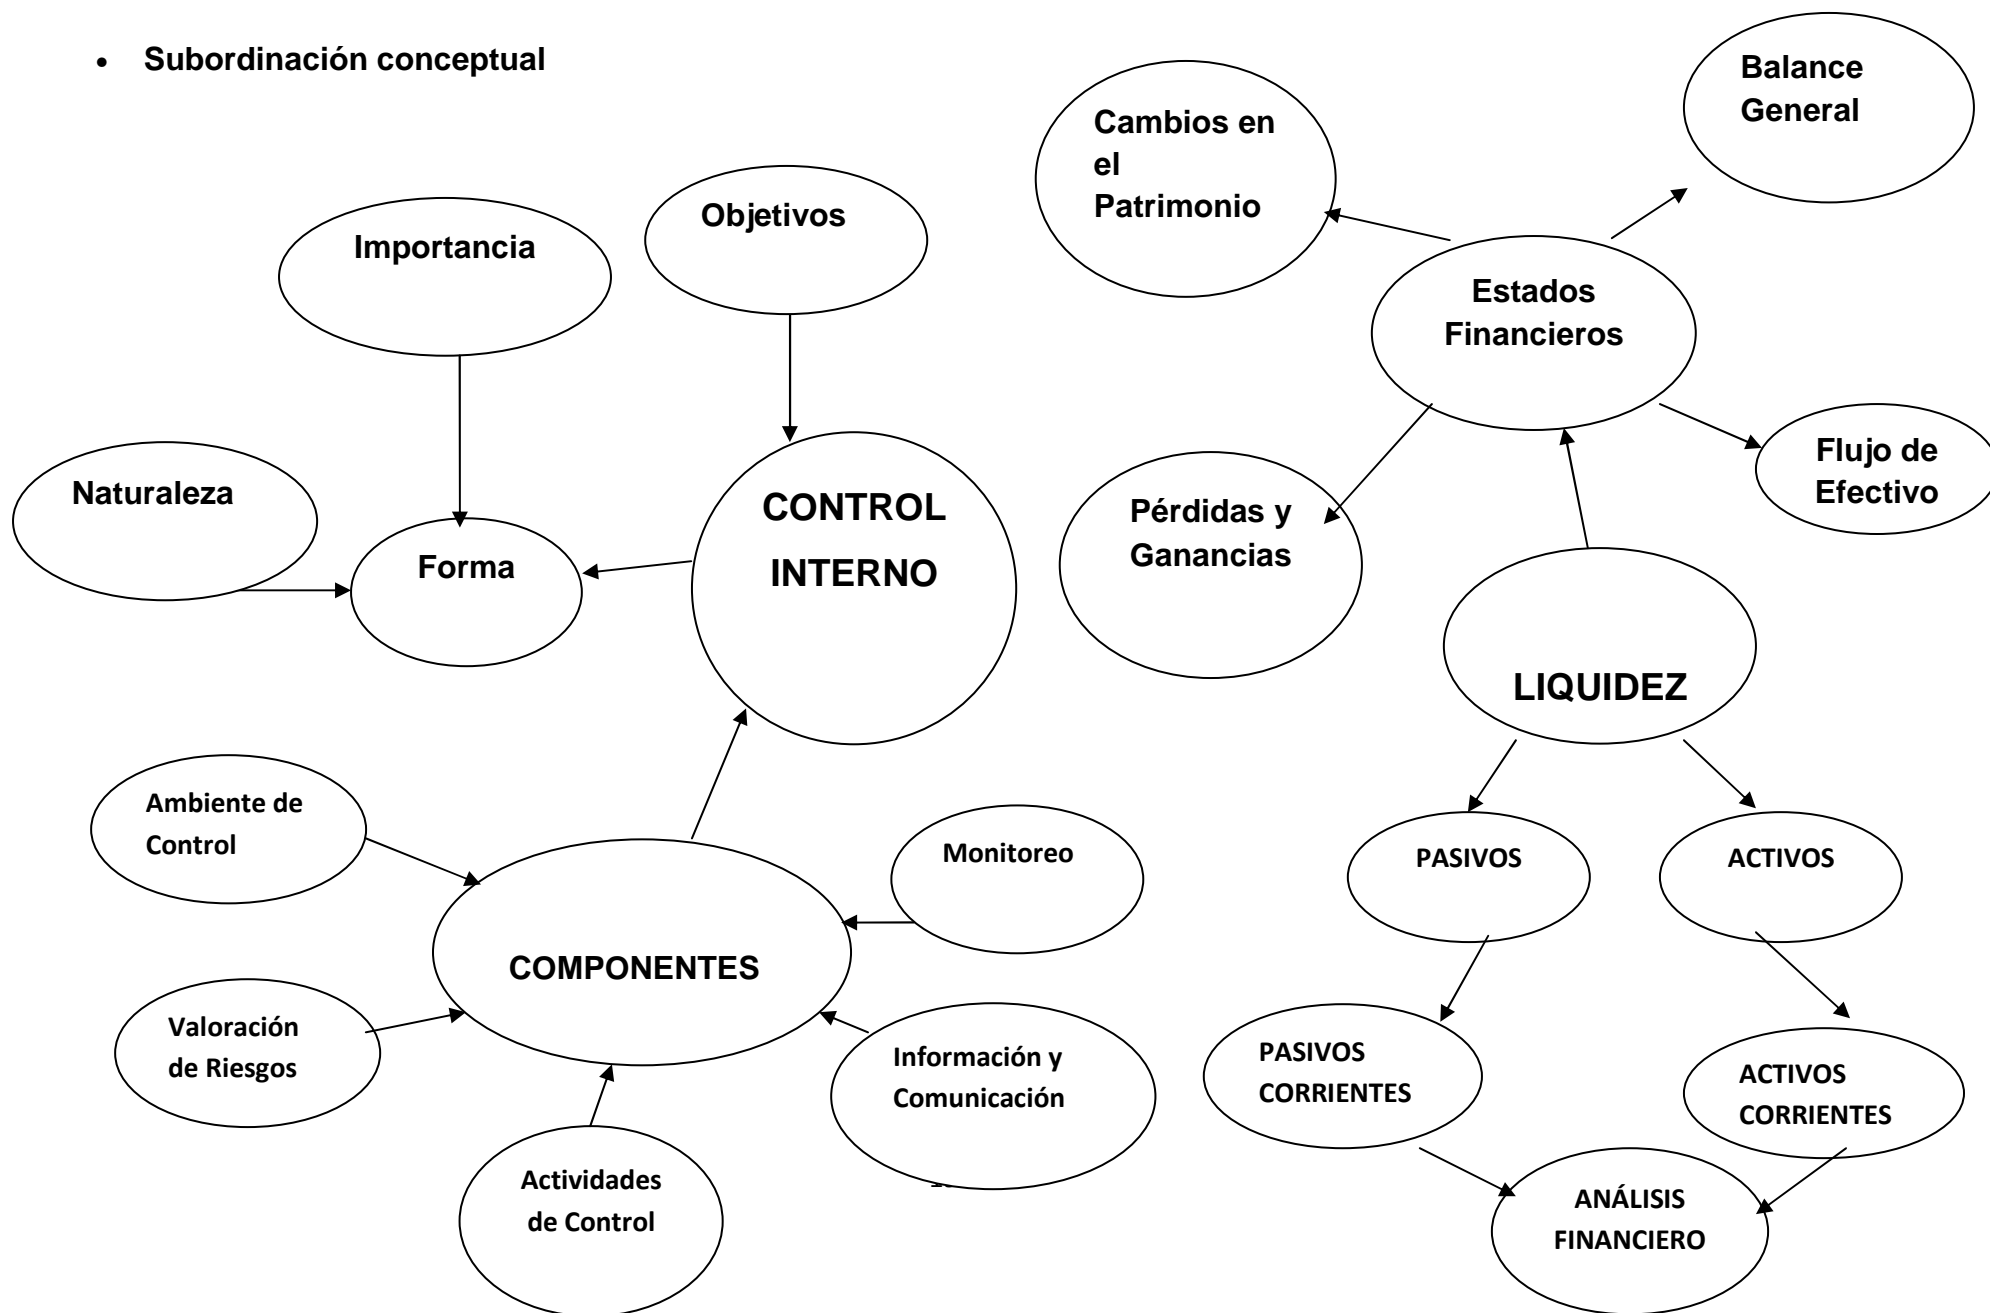 • Subordinación conceptual
Balance
General
Cambios en
el
Patrimonio
Objetivos
Importancia
Estados
Financieros
Flujo de
Efectivo
Naturaleza
CONTROL
INTERNO
Pérdidas y
Ganancias
Forma
LIQUIDEZ
Ambiente de
Control
Monitoreo
PASIVOS
ACTIVOS
COMPONENTES
Valoración
de Riesgos
Información y
Comunicación
PASIVOS
CORRIENTES
ACTIVOS
CORRIENTES
Actividades
de Control
ANÁLISIS
FINANCIERO